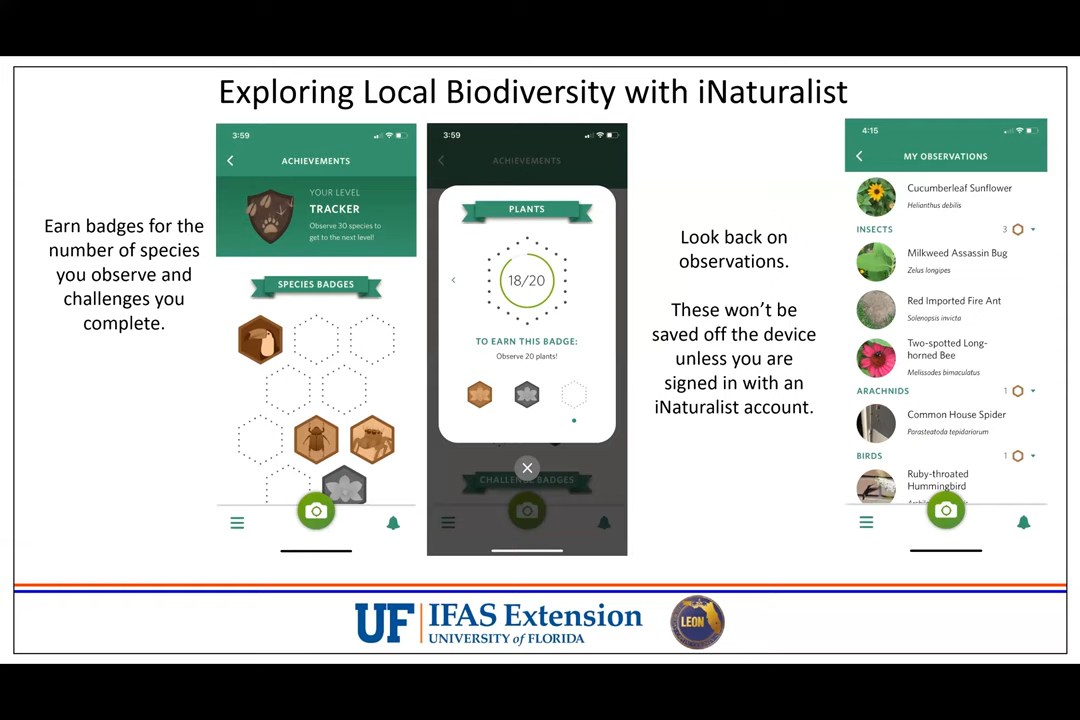 Exploring Local Biodiversity with iNaturalist
Earn badges for the
number of species
you observe and
challenges you
complete.
3:59
ACHIEVEMENTS
YOUR LEVEL
TRACKER
Observe 30 species to
get to the next level!
SPECIES BADGES
3:59
ACHIEVEMENTS
PLANTS
18/20
TO EARN THIS BADGE:
Observe 20 plants!
CHALLENGE BADGES
Look back on
observations.
These won’t be
saved off the device
unless you are
signed in with an
iNaturalist account.
4:15
MY OBSERVATIONS
Cucumberleaf Sunflower
Helianthus debilis
INSECTS 3
Milkweed Assassin Bug
Zelus longipes
Red Imported Fire Ant
Solenopsis invicta
Two-spotted Long-
horned Bee
Melissodes bimaculatus
ARACHNIDS 1
Common House Spider
Parasteatoda tepidariorum
BIRDS 1
Ruby-throated
Hummingbird
UF IFAS Extension
UNIVERSITY of FLORIDA
LEON